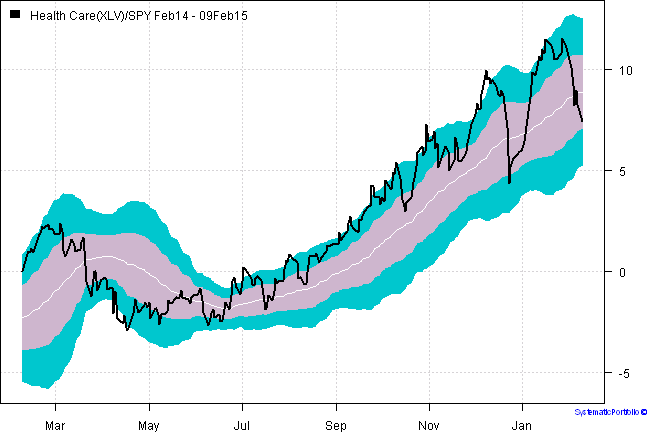 Health Care(XLV)/SPY Feb14 - 09Feb15
10
5
0
-5
Mar May Jul Sep Nov Jan
SystematicPortfolio ©